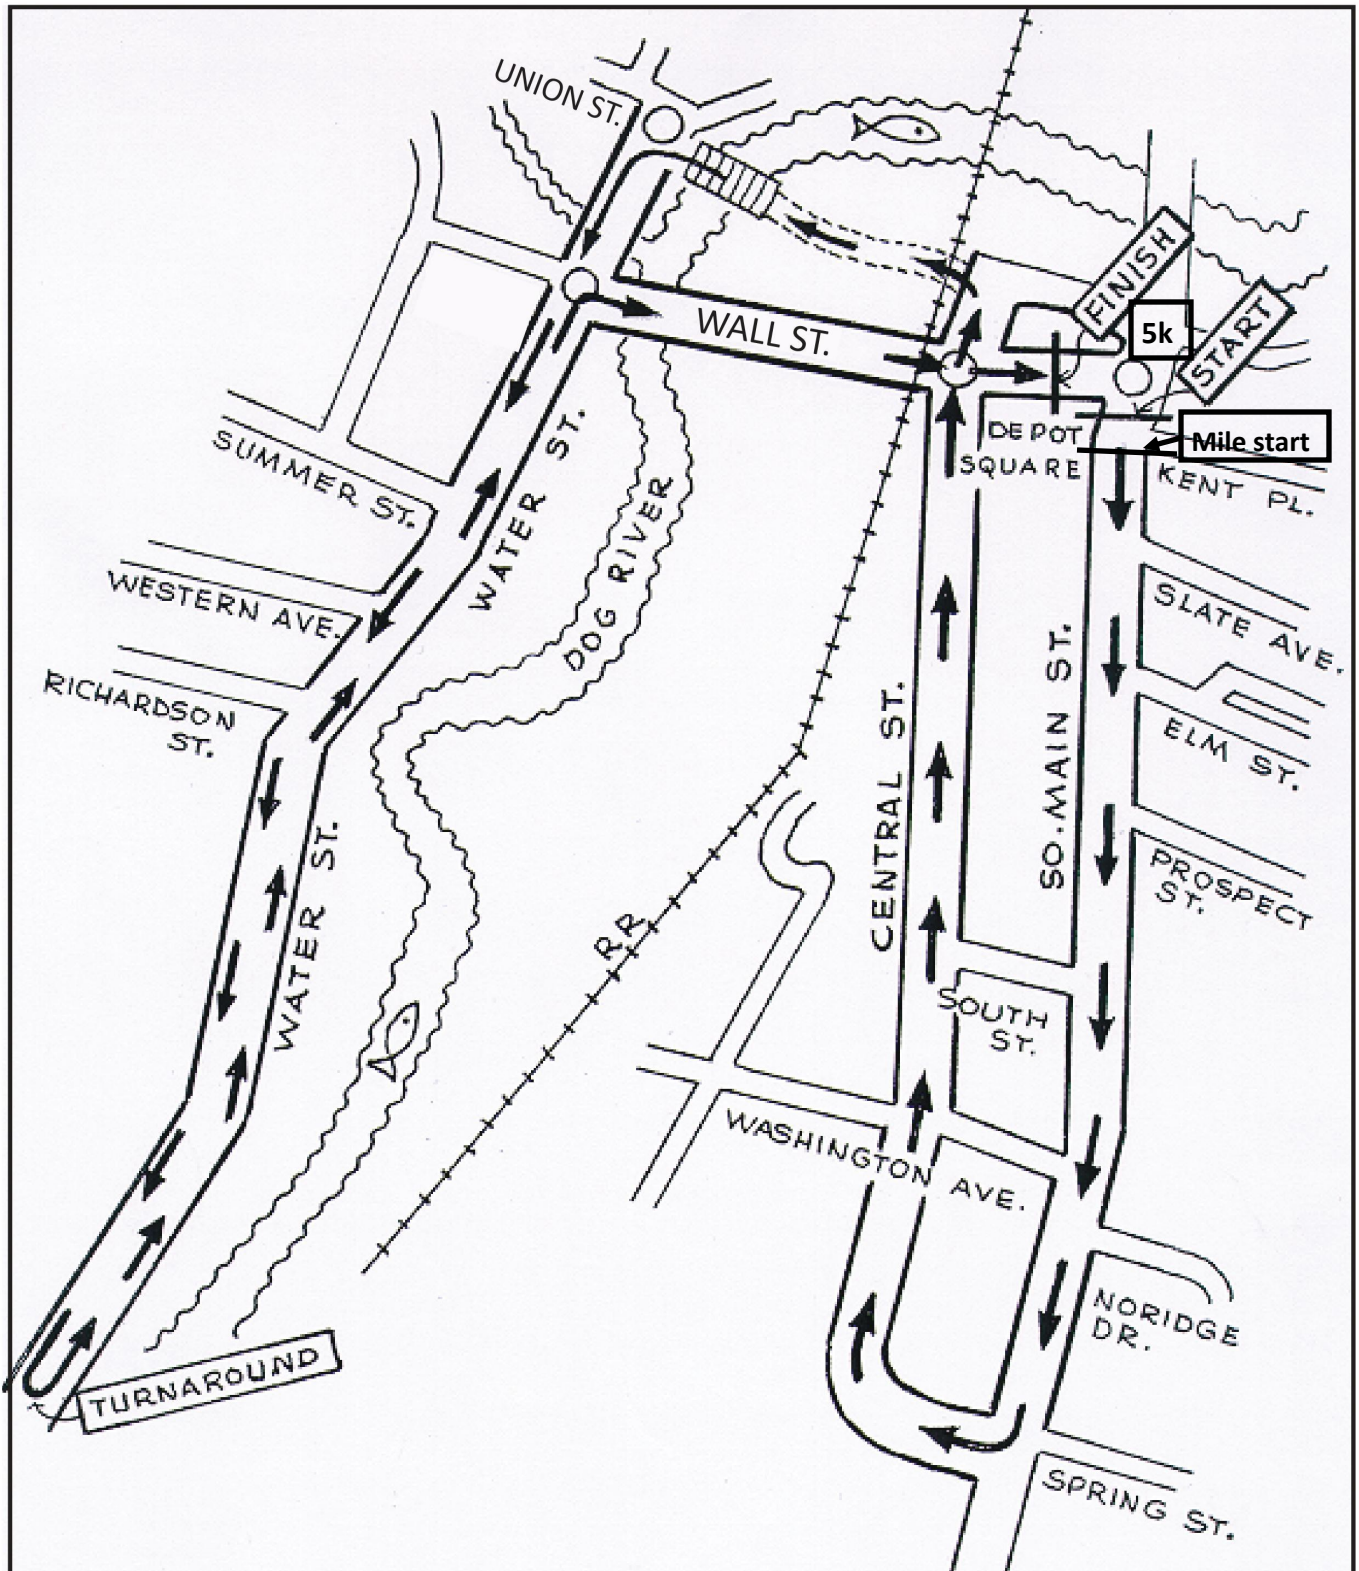 UNION ST.
WALL ST.
FINISH
5k
START
DEPOT
SQUARE
Mile start
KENT PL.
SUMMER ST.
WATER ST.
DOG RIVER
WESTERN AVE.
RICHARDSON
ST.
SLATE AVE.
SO. MAIN ST.
ELM ST.
CENTRAL ST.
PROSPECT
ST.
WATER ST.
RR
SOUTH
ST.
WASHINGTON AVE.
NORIDGE
DR.
TURNAROUND
SPRING ST.